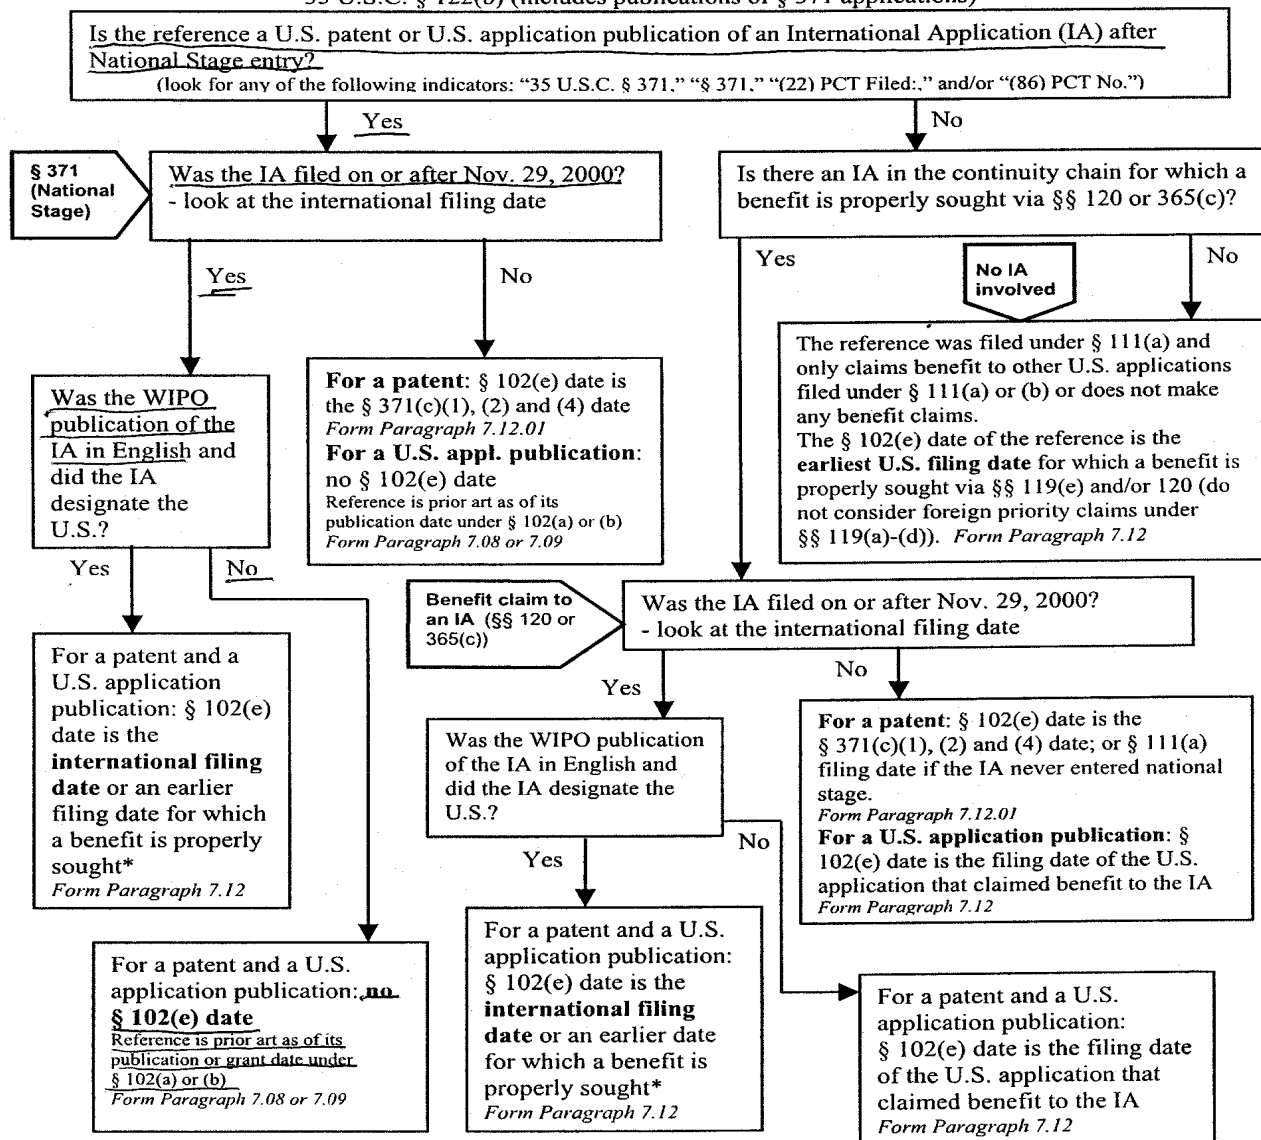 35 U.S.C. § 122(b) (includes publications of § 371 applications)
Is the reference a U.S. patent or U.S. application publication of an International Application (IA) after
National Stage entry?
(look for any of the following indicators: “35 U.S.C. § 371,” “§ 371,” “(22) PCT Filed:,” and/or “(86) PCT No.”)
Yes
No
§ 371
(National
Stage)
Was the IA filed on or after Nov. 29, 2000?
- look at the international filing date
Is there an IA in the continuity chain for which a
benefit is properly sought via §§ 120 or 365(c)?
Yes
No
Yes
No IA
involved
No
Was the WIPO
publication of the
IA in English and
did the IA
designate the
U.S.?
For a patent: § 102(e) date is
the § 371(c)(1), (2) and (4) date
Form Paragraph 7.12.01
For a U.S. appl. publication:
no § 102(e) date
Reference is prior art as of its
publication date under § 102(a) or (b)
Form Paragraph 7.08 or 7.09
The reference was filed under § 111(a) and
only claims benefit to other U.S. applications
filed under § 111(a) or (b) or does not make
any benefit claims.
The § 102(e) date of the reference is the
earliest U.S. filing date for which a benefit is
properly sought via §§ 119(e) and/or 120 (do
not consider foreign priority claims under
§§ 119(a)-(d)). Form Paragraph 7.12
Yes
No
Benefit claim to
an IA (§§ 120 or
365(c))
Was the IA filed on or after Nov. 29, 2000?
- look at the international filing date
Yes
No
For a patent and a
U.S. application
publication: § 102(e)
date is the
international filing
date or an earlier
filing date for which
a benefit is properly
sought*
Form Paragraph 7.12
Was the WIPO publication
of the IA in English and
did the IA designate the
U.S.?
For a patent: § 102(e) date is the
§ 371(c)(1), (2) and (4) date; or § 111(a)
filing date if the IA never entered national
stage.
Form Paragraph 7.12.01
For a U.S. application publication: §
102(e) date is the filing date of the U.S.
application that claimed benefit to the IA
Form Paragraph 7.12
Yes
No
For a patent and a U.S.
application publication: no
§ 102(e) date
Reference is prior art as of its
publication or grant date under
§ 102(a) or (b)
Form Paragraph 7.08 or 7.09
For a patent and a U.S.
application publication:
§ 102(e) date is the
international filing
date or an earlier date
for which a benefit is
properly sought*
Form Paragraph 7.12
For a patent and a U.S.
application publication:
§ 102(e) date is the filing date
of the U.S. application that
claimed benefit to the IA
Form Paragraph 7.12